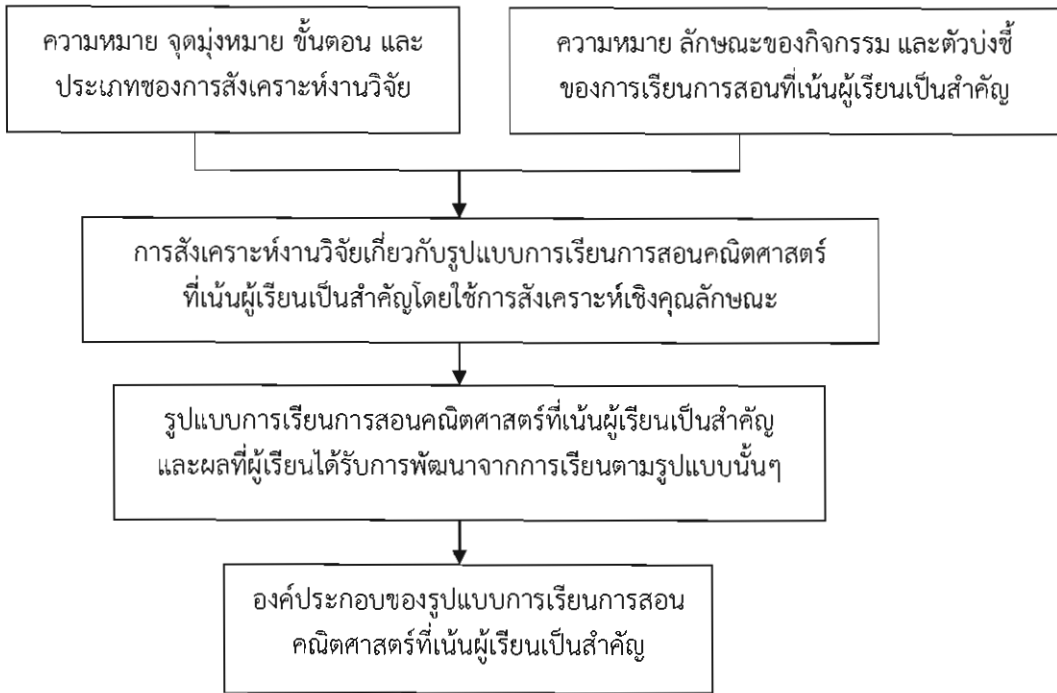 ความหมาย จุดมุ่งหมาย ขั้นตอน และ
ประเภทของการสังเคราะห์งานวิจัย
ความหมาย ลักษณะของกิจกรรม และตัวบ่งชี้
ของการเรียนการสอนที่เน้นผู้เรียนเป็นสำคัญ
การสังเคราะห์งานวิจัยเกี่ยวกับรูปแบบการเรียนการสอนคณิตศาสตร์
ที่เน้นผู้เรียนเป็นสำคัญโดยใช้การสังเคราะห์เชิงคุณลักษณะ
รูปแบบการเรียนการสอนคณิตศาสตร์ที่เน้นผู้เรียนเป็นสำคัญ
และผลที่ผู้เรียนได้รับการพัฒนาจากการเรียนตามรูปแบบนั้นๆ
องค์ประกอบของรูปแบบการเรียนการสอน
คณิตศาสตร์ที่เน้นผู้เรียนเป็นสำคัญ